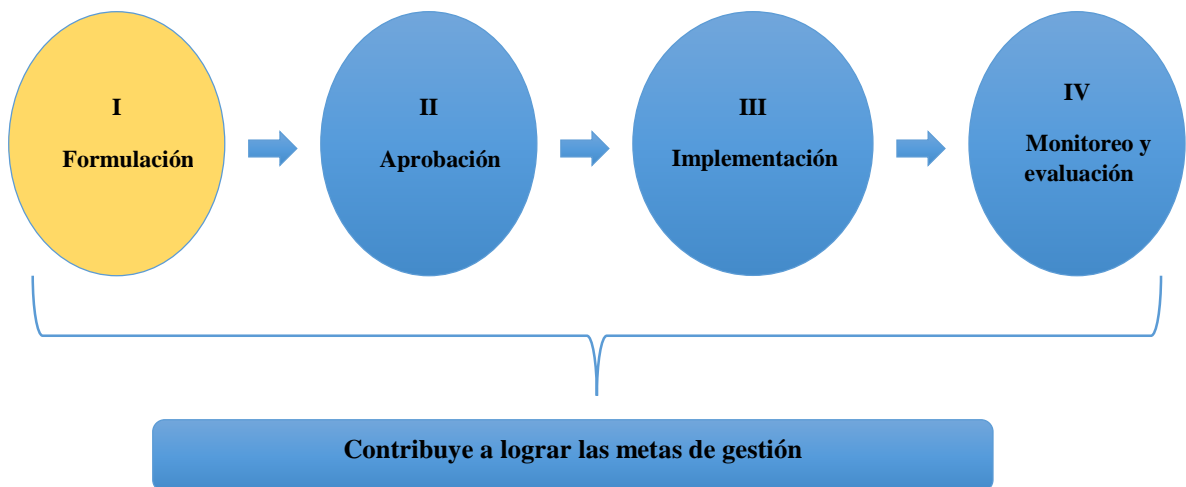 I
Formulación
II
Aprobación
III
Implementación
IV
Monitoreo y
evaluación
Contribuye a lograr las metas de gestión